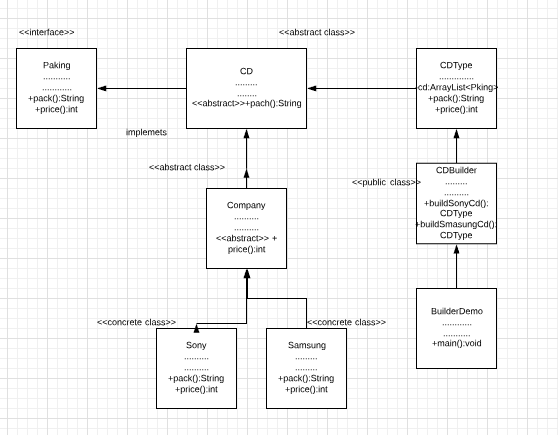 <<interface>>
<<abstract class>>
Paking
...........
............
+pack():String
+price():int
CD
.........
........
<<abstract>>+pach():String
CDType
..............
cd:ArrayList<Pking>
+pack():String
+price():int
implemets
<<abstract class>>
<<public class>>
CDBuilder
.........
..........
+buildSonyCd():
CDType
+buildSmasungCd():
CDType
Company
..........
..........
<<abstract>> +
price():int
BuilderDemo
............
...........
+main():void
<<concrete class>>
<<concrete class>>
Sony
..........
..........
+pack():String
+price():int
Samsung
.........
..........
+pack():String
+price():int